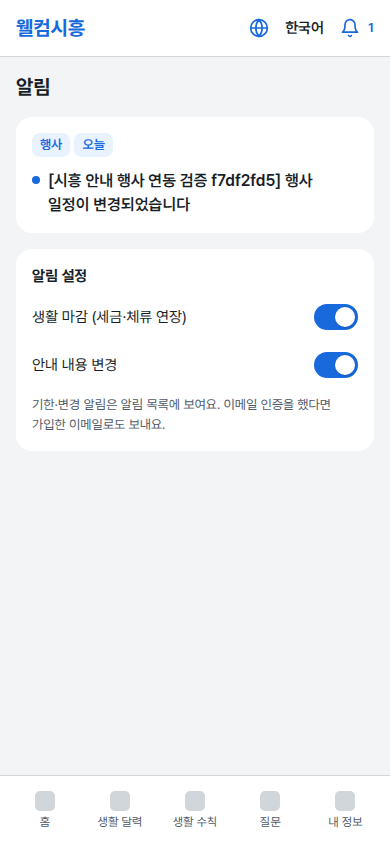 웰컴시흥
한국어
1
알림
행사
오늘
[시흥 안내 행사 연동 검증 f7df2fd5] 행사
일정이 변경되었습니다
알림 설정
생활 마감 (세금·체류 연장)
안내 내용 변경
기한·변경 알림은 알림 목록에 보여요. 이메일 인증을 했다면
가입한 이메일로도 보내요.
홈
생활 달력
생활 수칙
질문
내 정보